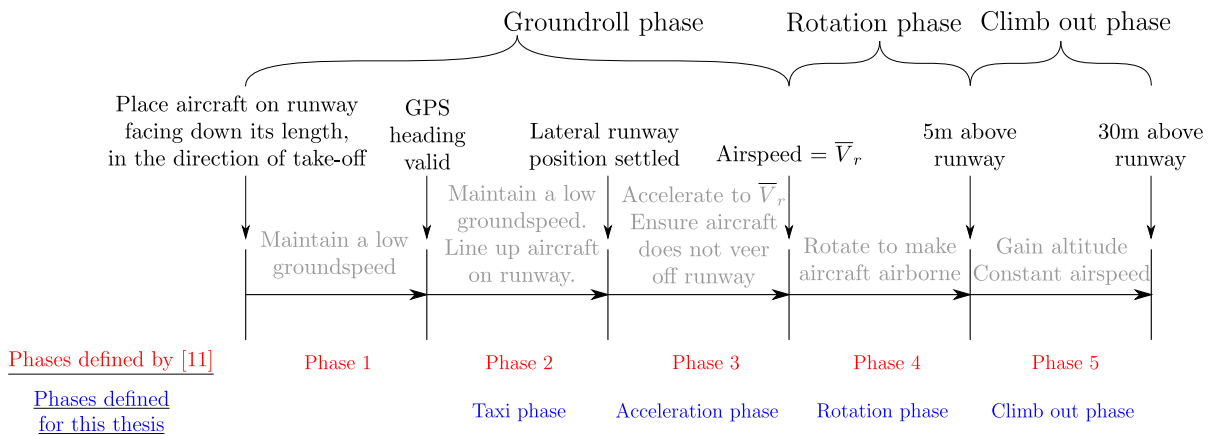 Groundroll phase
Rotation phase
Climb out phase
Place aircraft on runway
facing down its length,
in the direction of take-off
GPS
heading
valid
Lateral runway
position settled
Airspeed = V̅r
5m above
runway
30m above
runway
Maintain a low
groundspeed
Maintain a low
groundspeed.
Line up aircraft
on runway.
Accelerate to V̅r
Ensure aircraft
does not veer
off runway
Rotate to make
aircraft airborne
Gain altitude
Constant airspeed
Phases defined by [11]
Phase 1
Phase 2
Phase 3
Phase 4
Phase 5
Phases defined
for this thesis
Taxi phase
Acceleration phase
Rotation phase
Climb out phase